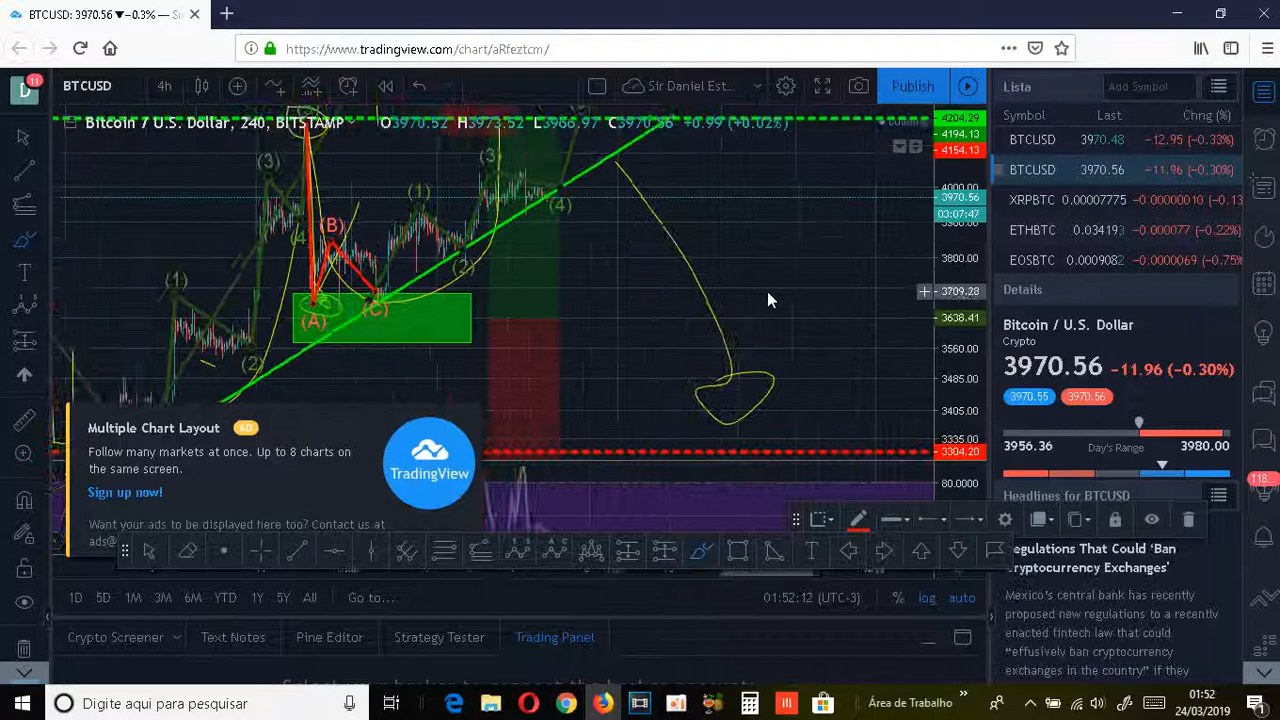 BTCUSD: 3970.56 ▼−0.3% — Sir
https://www.tradingview.com/chart/aRfeztcm/
11
BTCUSD 4h Sir Daniel Est... Publish
Lista Add Symbol
Symbol Last Chng (%)
BTCUSD 3970.48 −12.95 (−0.33%)
BTCUSD 3970.56 −11.96 (−0.30%)
XRPBTC 0.00007775 −0.00000010 (−0.13
ETHBTC 0.034193 −0.000077 (−0.22%)
EOSBTC 0.0009082 −0.0000069 (−0.75%
Details
Bitcoin / U.S. Dollar
Crypto
3970.56 −11.96 (−0.30%)
3970.55 3970.56
3956.36 Day's Range 3980.00
Headlines for BTCUSD
Regulations That Could ‘Ban
Cryptocurrency Exchanges’
Mexico's central bank has recently
proposed new regulations to a recently
enacted fintech law that could
“effusively ban cryptocurrency
exchanges in the country” if they
118...
Bitcoin / U.S. Dollar, 240, BITSTAMP O3970.52 H3973.52 L3966.97 C3970.56 +0.99 (+0.02%)
(3)
(3)
(1)
(B)
(4)
(4)
(2)
(1)
(A)
(C)
(2)
4204.29
4194.13
4154.13
4000.00
3970.56
03:07:47
3800.00
3709.23
3638.41
3560.00
3485.00
3405.00
3335.00
3304.20
80.0000
Multiple Chart Layout AD
Follow many markets at once. Up to 8 charts on
the same screen.
Sign up now!
TradingView
Want your ads to be displayed here too? Contact us at
ads@
T
1D 5D 1M 3M 6M YTD 1Y 5Y All Go to... 01:52:12 (UTC-3) % log auto
Crypto Screener Text Notes Pine Editor Strategy Tester Trading Panel
Digite aqui para pesquisar
Área de Trabalho
01:52
24/03/2019